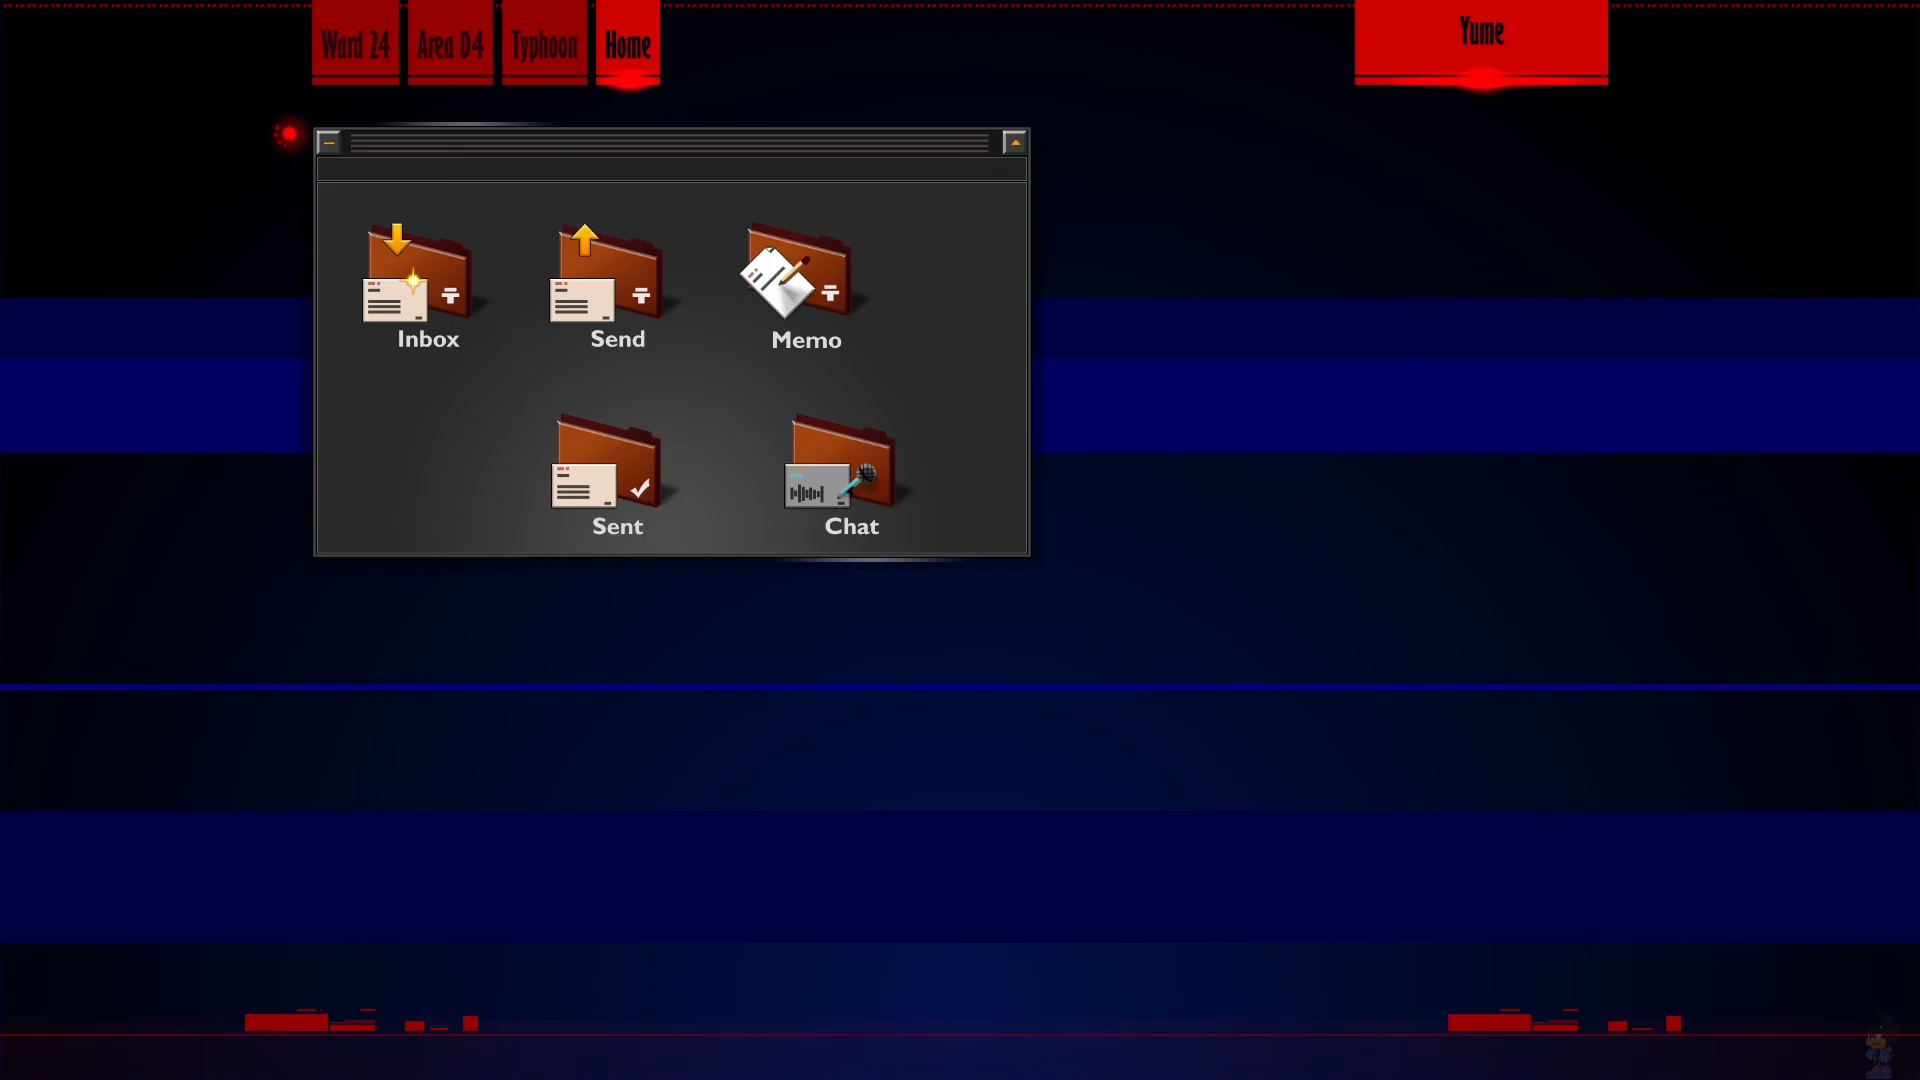 Ward 24
Area D4
Typhoon
Home
Yume
Inbox
Send
Memo
Sent
Chat